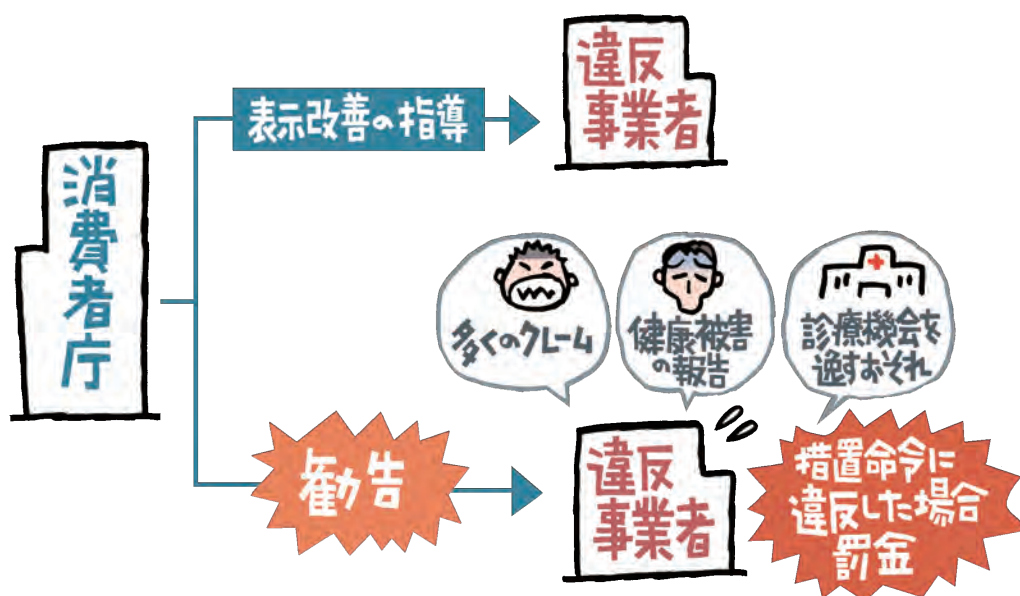 消費者庁
表示改善の指導
違反
事業者
多くのクレーム
健康被害
の報告
診療機会を
逸すおそれ
勧告
違反
事業者
措置命令に
違反した場合
罰金